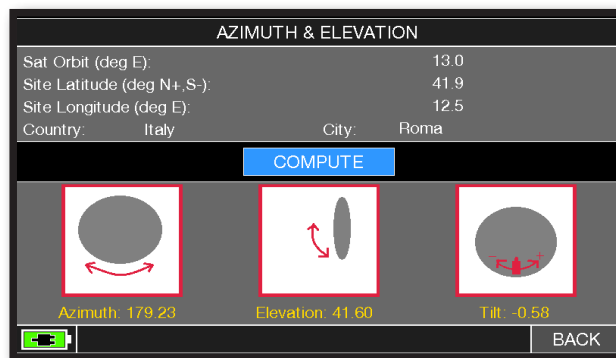 AZIMUTH & ELEVATION
Sat Orbit (deg E): 13.0
Site Latitude (deg N+,S-): 41.9
Site Longitude (deg E): 12.5
Country: Italy City: Roma
COMPUTE
- +
Azimuth: 179.23 Elevation: 41.60 Tilt: -0.58
BACK